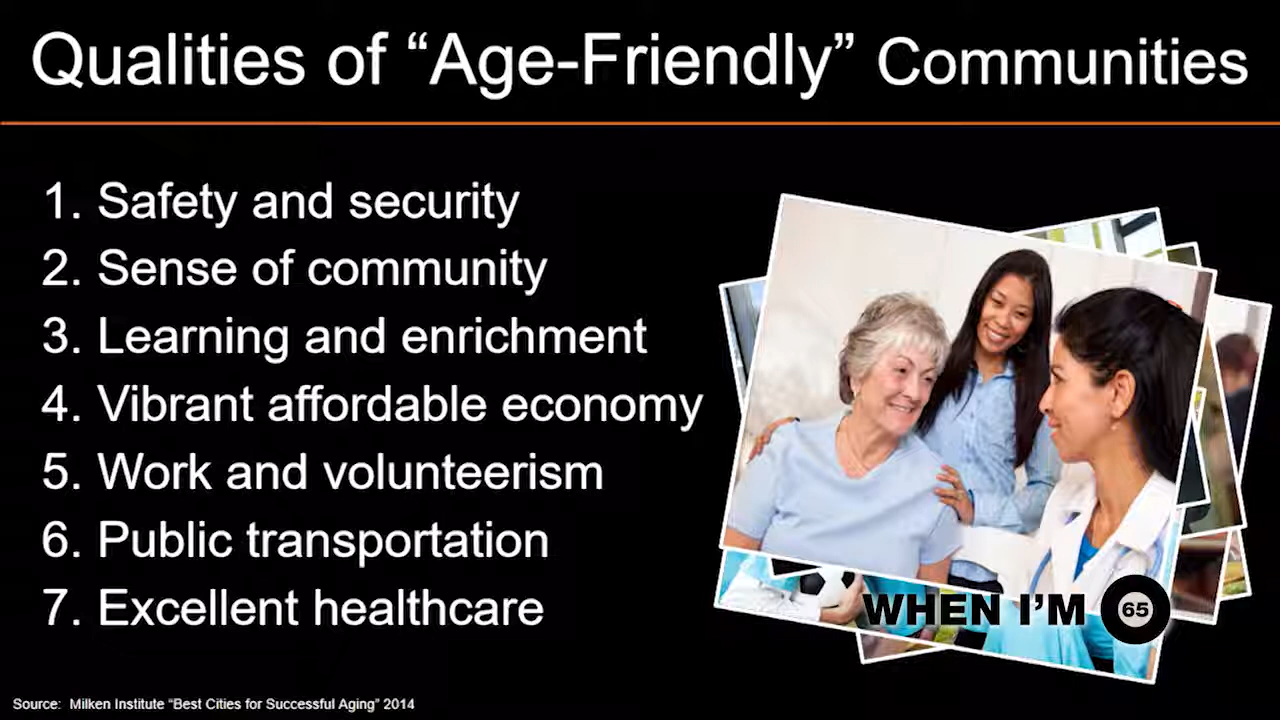 Qualities of “Age-Friendly” Communities
1. Safety and security
2. Sense of community
3. Learning and enrichment
4. Vibrant affordable economy
5. Work and volunteerism
6. Public transportation
7. Excellent healthcare
WHEN I’M 65
Source: Milken Institute “Best Cities for Successful Aging” 2014